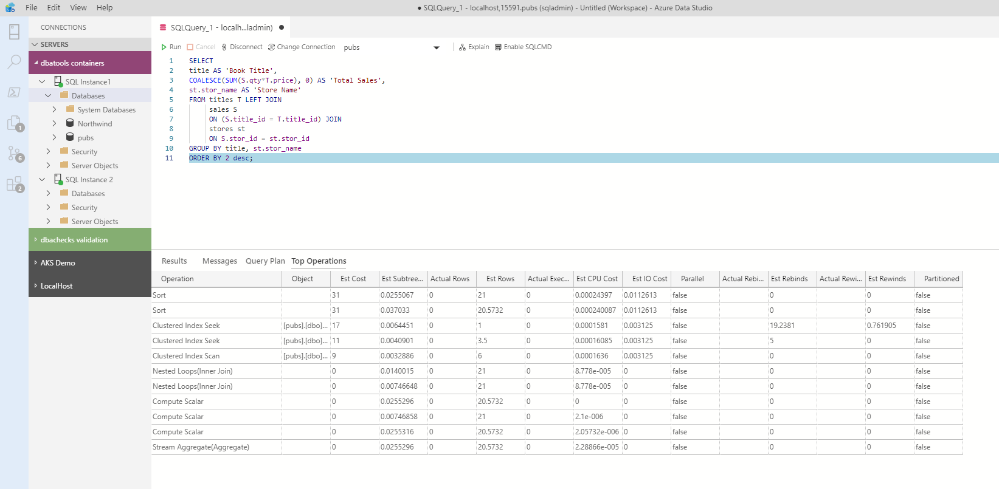 File Edit View Help
● SQLQuery_1 - localhost,15591.pubs (sqladmin) - Untitled (Workspace) - Azure Data Studio
CONNECTIONS
SERVERS
dbatools containers
SQL Instance1
Databases
System Databases
Northwind
pubs
Security
Server Objects
SQL Instance 2
Databases
Security
Server Objects
dbachecks validation
AKS Demo
LocalHost
1
6
2
SQLQuery_1 - localh...ladmin) ●
Run Cancel Disconnect Change Connection pubs Explain Enable SQLCMD
1 SELECT
2 title AS 'Book Title',
3 COALESCE(SUM(S.qty*T.price), 0) AS 'Total Sales',
4 st.stor_name AS 'Store Name'
5 FROM titles T LEFT JOIN
6 sales S
7 ON (S.title_id = T.title_id) JOIN
8 stores st
9 ON S.stor_id = st.stor_id
10 GROUP BY title, st.stor_name
11 ORDER BY 2 desc;
Results Messages Query Plan Top Operations
Operation Object Est Cost Est Subtree... Actual Rows Est Rows Actual Exec... Est CPU Cost Est IO Cost Parallel Actual Rebi... Est Rebinds Actual Rewi... Est Rewinds Partitioned
Sort 31 0.0255067 0 21 0 0.00024397 0.0112613 false 0 0 false
Sort 31 0.037033 0 20.5732 0 0.000240087 0.0112613 false 0 0 false
Clustered Index Seek [pubs].[dbo]... 17 0.0064451 0 1 0 0.0001581 0.003125 false 19.2381 0.761905 false
Clustered Index Seek [pubs].[dbo]... 11 0.0040901 0 3.5 0 0.00016085 0.003125 false 5 0 false
Clustered Index Scan [pubs].[dbo]... 9 0.0032886 0 6 0 0.0001636 0.003125 false 0 0 false
Nested Loops(Inner Join) 0 0.0140015 0 21 0 8.778e-005 0 false 0 0 false
Nested Loops(Inner Join) 0 0.00746648 0 21 0 8.778e-005 0 false 0 0 false
Compute Scalar 0 0.0255296 0 20.5732 0 0 0 false 0 0 false
Compute Scalar 0 0.00746858 0 21 0 2.1e-006 0 false 0 0 false
Compute Scalar 0 0.0255316 0 20.5732 0 2.05732e-006 0 false 0 0 false
Stream Aggregate(Aggregate) 0 0.0255296 0 20.5732 0 2.28866e-005 0 false 0 0 false